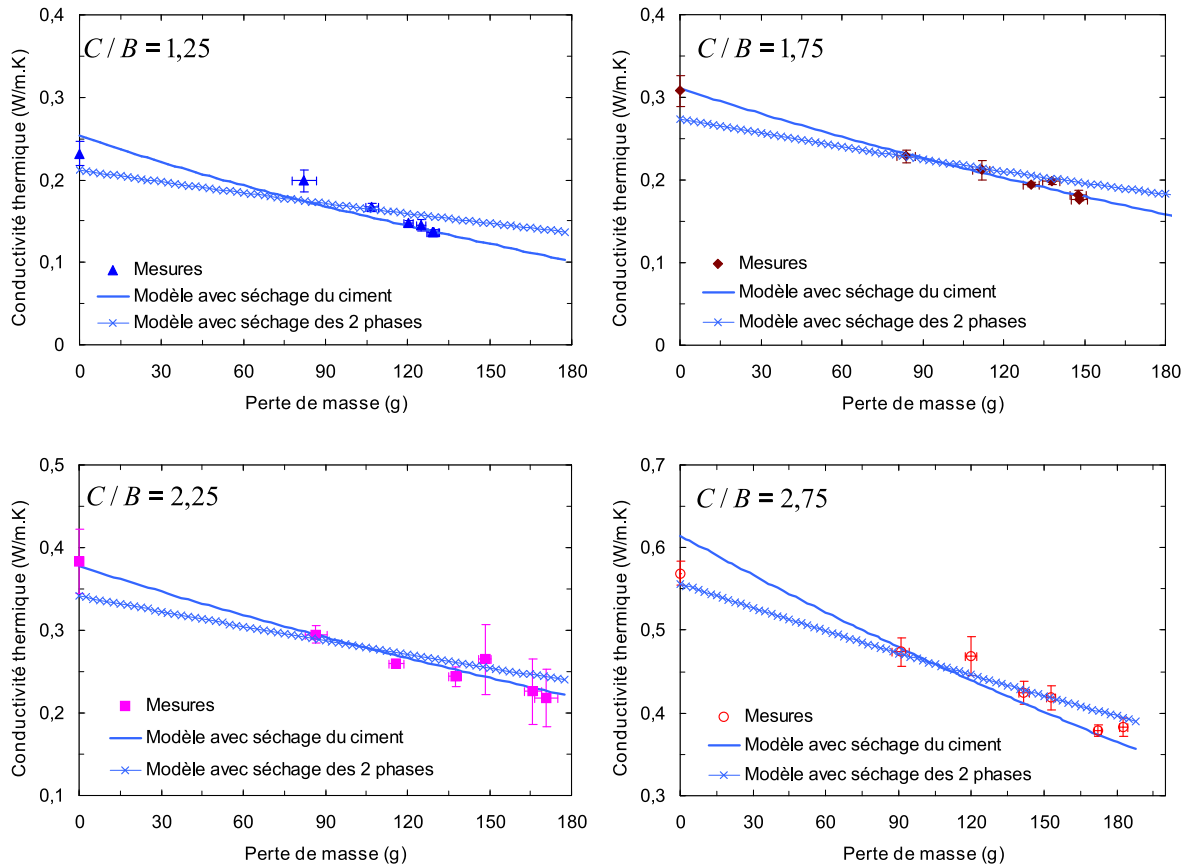 C / B = 1,25
Conductivité thermique (W/m.K)
0,4
0,3
0,2
0,1
0
Mesures
Modèle avec séchage du ciment
Modèle avec séchage des 2 phases
0 30 60 90 120 150 180
Perte de masse (g)
C / B = 1,75
Conductivité thermique (W/m.K)
0,4
0,3
0,2
0,1
0
Mesures
Modèle avec séchage du ciment
Modèle avec séchage des 2 phases
0 30 60 90 120 150 180
Perte de masse (g)
C / B = 2,25
Conductivité thermique (W/m.K)
0,5
0,4
0,3
0,2
0,1
Mesures
Modèle avec séchage du ciment
Modèle avec séchage des 2 phases
0 30 60 90 120 150 180
Perte de masse (g)
C / B = 2,75
Conductivité thermique (W/m.K)
0,7
0,6
0,5
0,4
0,3
Mesures
Modèle avec séchage du ciment
Modèle avec séchage des 2 phases
0 30 60 90 120 150 180
Perte de masse (g)